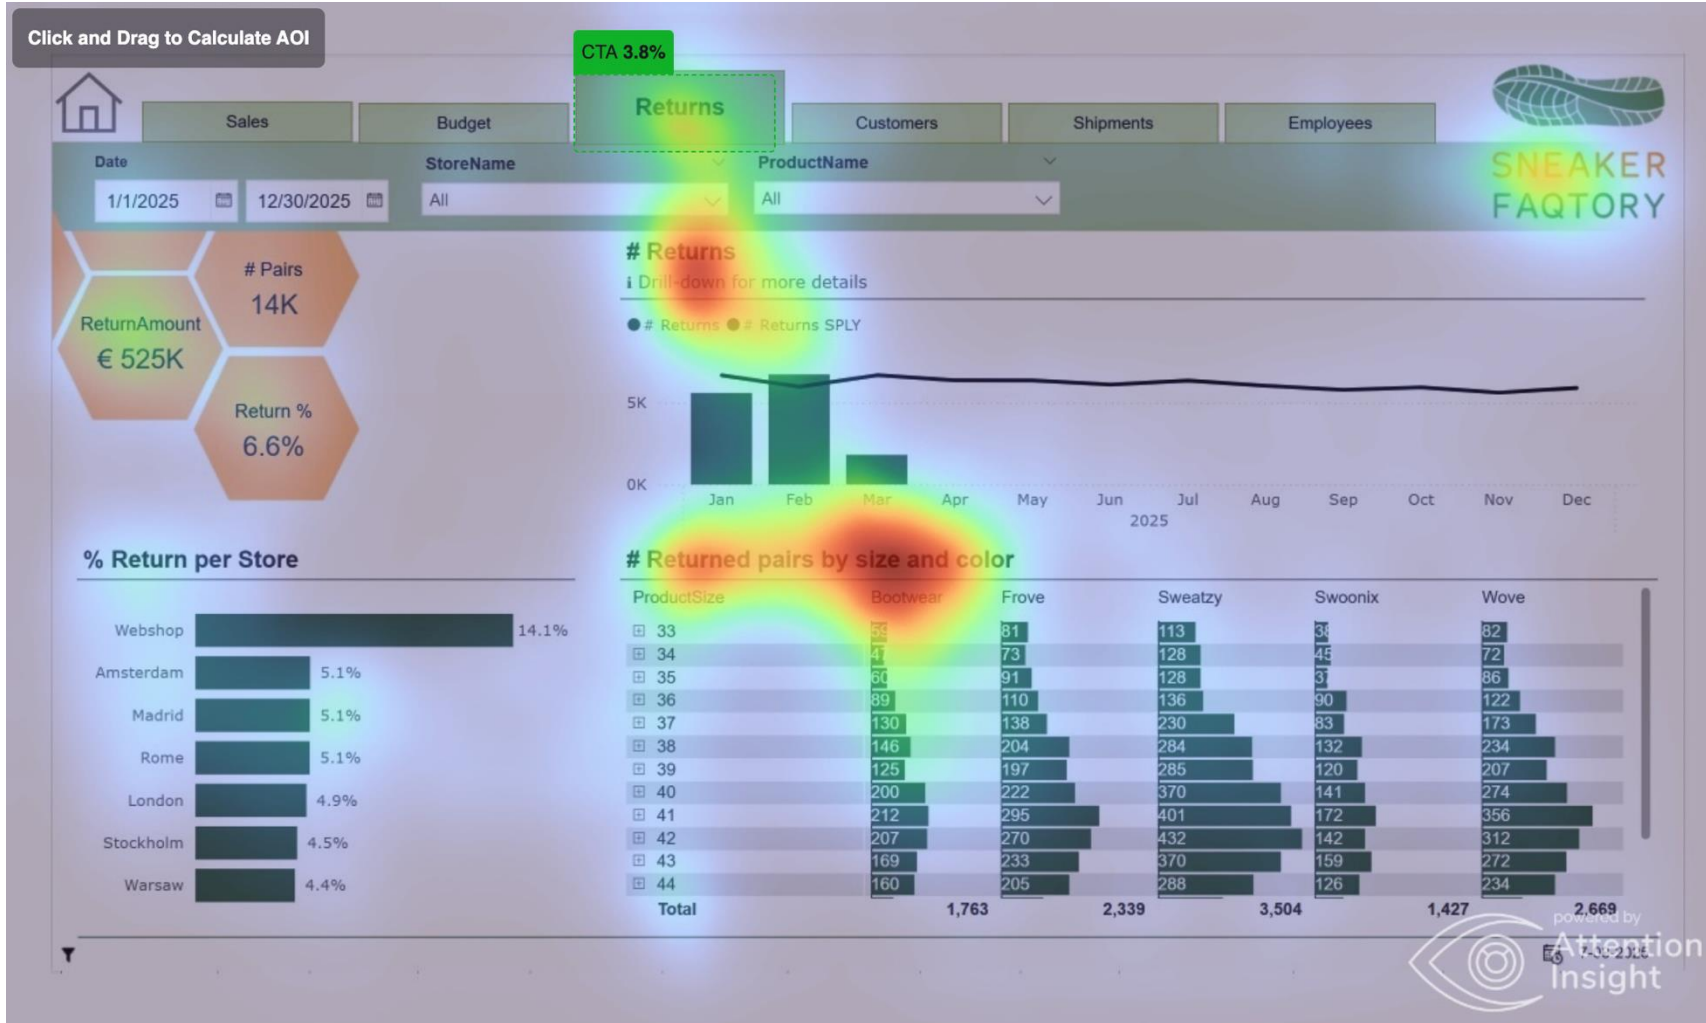 Click and Drag to Calculate AOI
CTA 3.8%
Sales
Budget
Returns
Customers
Shipments
Employees
SNEAKER
FAQTORY
Date
StoreName
ProductName
1/1/2025
12/30/2025
All
All
# Pairs
14K
ReturnAmount
€ 525K
Return %
6.6%
# Returns
Drill-down for more details
# Returns # Returns SPLY
5K
0K
Jan Feb Mar Apr May Jun Jul Aug Sep Oct Nov Dec
2025
% Return per Store
Webshop 14.1%
Amsterdam 5.1%
Madrid 5.1%
Rome 5.1%
London 4.9%
Stockholm 4.5%
Warsaw 4.4%
# Returned pairs by size and color
ProductSize Bootwear Frove Sweatzy Swoonix Wove
33 59 81 113 38 82
34 47 73 128 45 72
35 60 91 128 37 86
36 89 110 136 90 122
37 130 138 230 83 173
38 146 204 284 132 234
39 125 197 285 120 207
40 200 222 370 141 274
41 212 295 401 172 356
42 207 270 432 142 312
43 169 233 370 159 272
44 160 205 288 126 234
Total 1,763 2,339 3,504 1,427 2,669
powered by
Attention
Insight